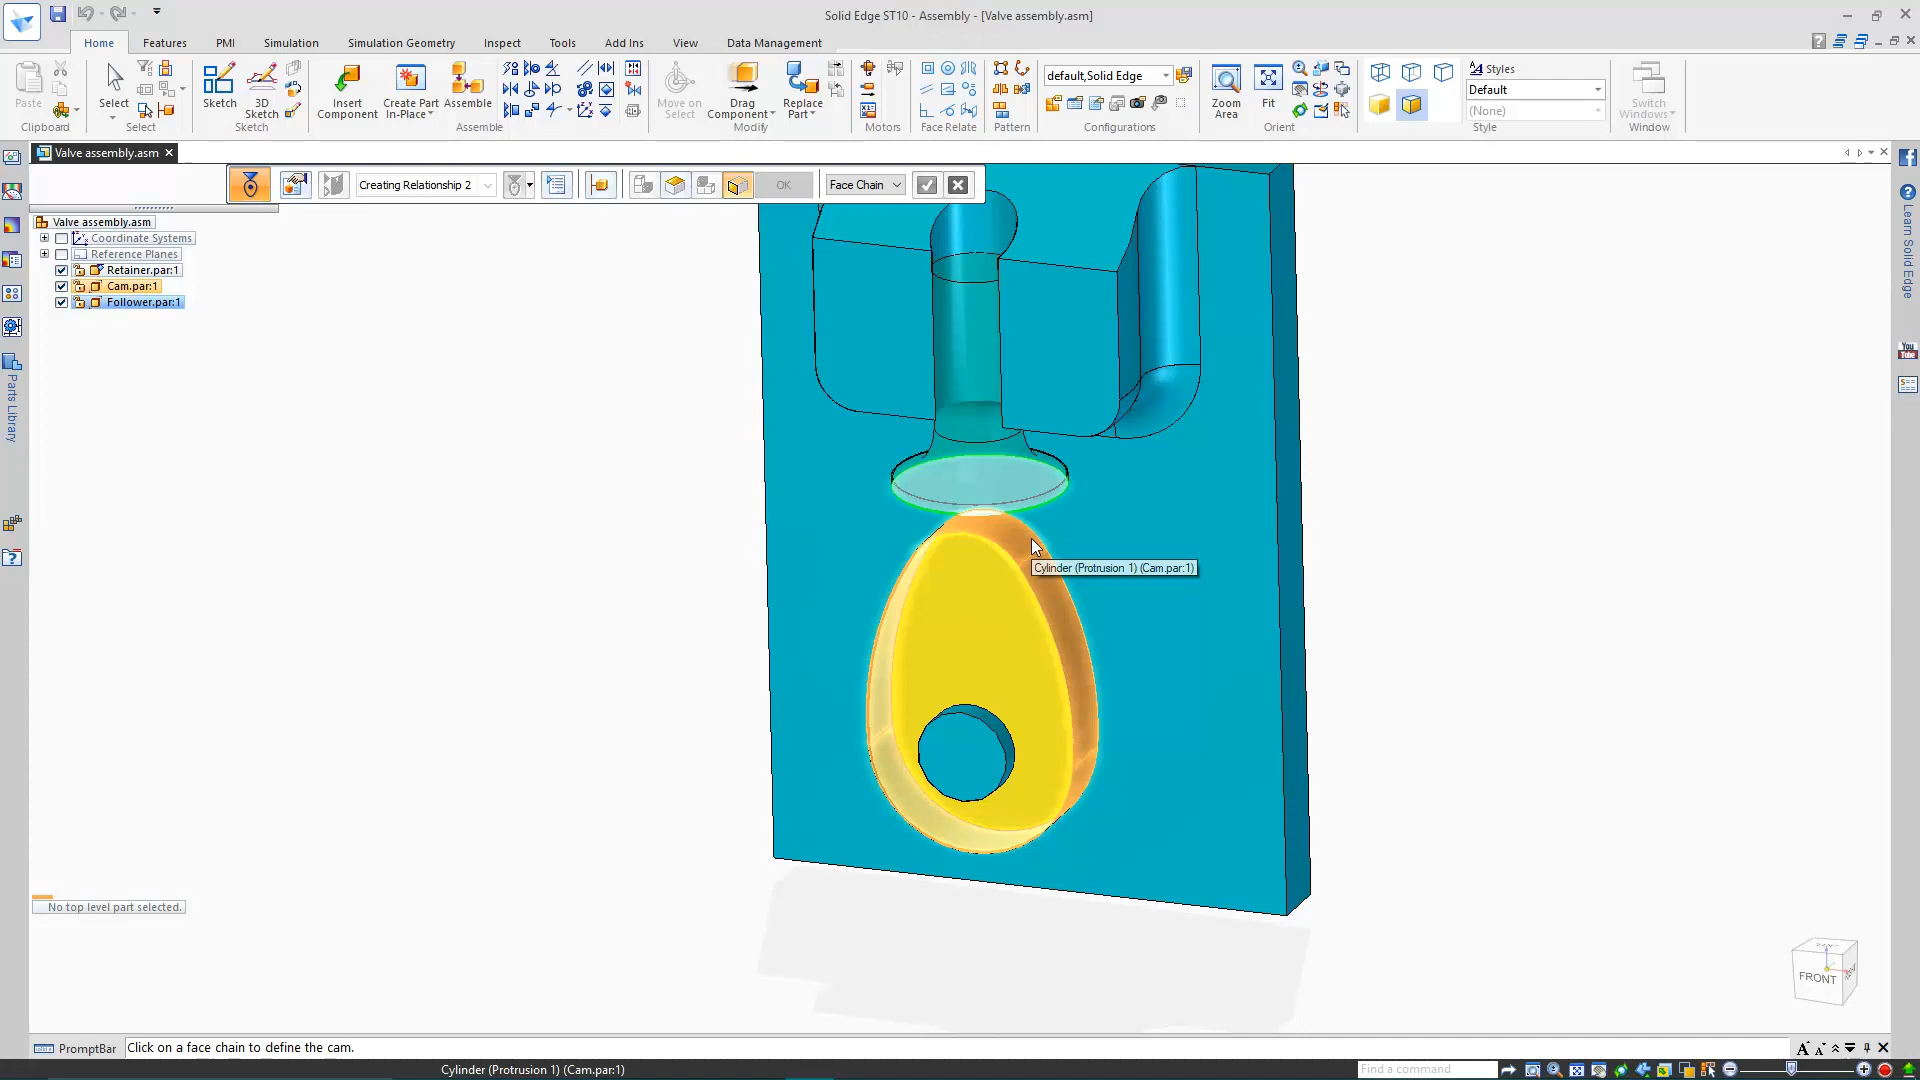 Solid Edge ST10 - Assembly - [Valve assembly.asm]
Home Features PMI Simulation Simulation Geometry Inspect Tools Add Ins View Data Management
Paste
Clipboard
Select
Select
Sketch
3D Sketch
Sketch
Insert Component
Create Part In-Place
Assemble
Assemble
Move on Select
Drag Component
Replace Part
Modify
Motors
Face Relate
Pattern
default,Solid Edge
Configurations
Zoom Area
Fit
Orient
Styles
Default
(None)
Style
Switch Windows
Window
Valve assembly.asm
Creating Relationship 2
OK
Face Chain
Valve assembly.asm
Coordinate Systems
Reference Planes
Retainer.par:1
Cam.par:1
Follower.par:1
Parts Library
Learn Solid Edge
You Tube
Cylinder (Protrusion 1) (Cam.par:1)
No top level part selected.
FRONT
PromptBar
Click on a face chain to define the cam.
Cylinder (Protrusion 1) (Cam.par:1)
Find a command